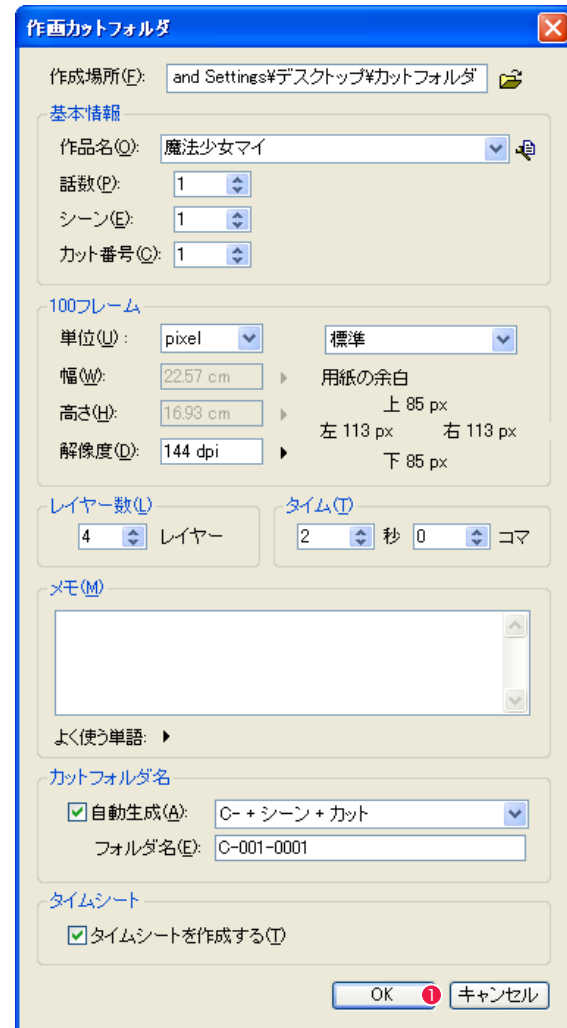 作画カットフォルダ
作成場所(F): and Settings¥デスクトップ¥カットフォルダ
基本情報
作品名(O): 魔法少女マイ
話数(P): 1
シーン(E): 1
カット番号(C): 1
100フレーム
単位(U) : pixel 標準
幅(W): 22.57 cm 用紙の余白
高さ(H): 16.93 cm 上 85 px
左 113 px 右 113 px
解像度(D): 144 dpi 下 85 px
レイヤー数(L) タイム(T)
4 レイヤー 2 秒 0 コマ
メモ(M)
よく使う単語:
カットフォルダ名
自動生成(A): C- + シーン + カット
フォルダ名(E): C-001-0001
タイムシート
タイムシートを作成する(T)
OK 1 キャンセル